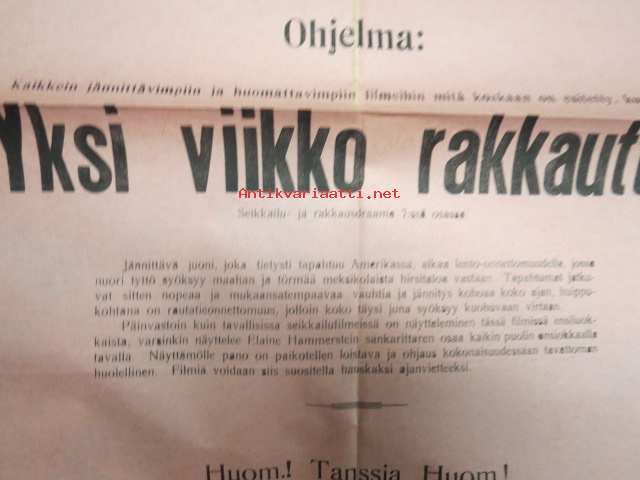 Ohjelma:
Kaikkein jännittävimpiin ja huomattavimpiin filmeihin mitä koskaan on esitetty,
Yksi viikko rakkautt
Antikvariaatti.net
Seikkailu- ja rakkausdraama 7:ssä osassa
Jännittävä juoni, joka tietysti tapahtuu Amerikassa, alkaa lento-onnettomuudella, jossa
nuori tyttö syöksyy maahan ja törmää meksikolaista hirsitaloa vastaan. Tapahtumat jatku-
vat sitten nopeaa ja mukaansatempaavaa vauhtia ja jännitys kohoaa koko ajan, huippu-
kohtana on rautatieonnettomuus, jolloin koko täysi juna syöksyy kuohuvaan virtaan.
Päinvastoin kuin tavallisissa seikkailufilmeissä on näytteleminen tässä filmissä ensiluok-
kaista, varsinkin näyttelee Elaine Hammerstein sankarittaren osaa kaikin puolin ansiokkaalla
tavalla. Näyttämölle pano on paikotellen loistava ja ohjaus kokonaisuudessaan tavattoman
huolellinen. Filmiä voidaan siis suositella hauskaksi ajanvietteeksi.
Huom.! Tanssia Huom!